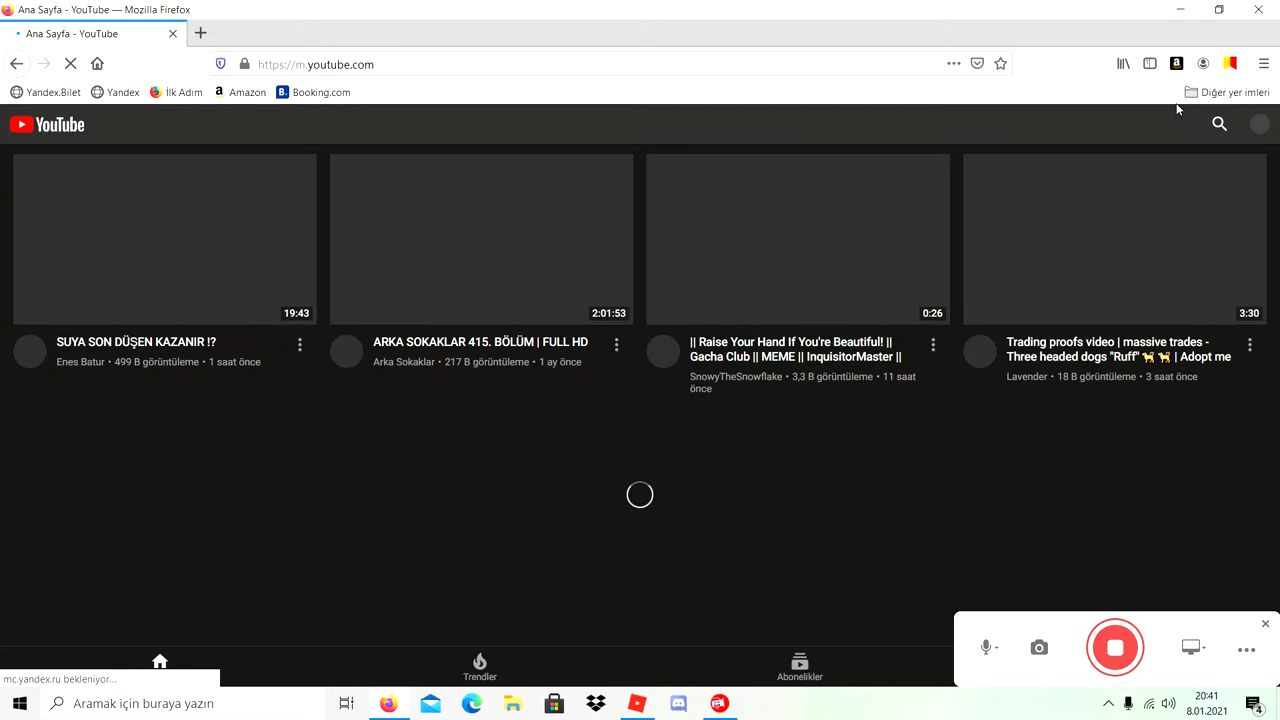 Ana Sayfa - YouTube — Mozilla Firefox
Ana Sayfa - YouTube
https://m.youtube.com
Yandex.Bilet
Yandex
İlk Adım
a
Amazon
B.
Booking.com
Diğer yer imleri
a
YouTube
19:43
2:01:53
0:26
3:30
SUYA SON DÜŞEN KAZANIR !?
Enes Batur • 499 B görüntüleme • 1 saat önce
ARKA SOKAKLAR 415. BÖLÜM | FULL HD
Arka Sokaklar • 217 B görüntüleme • 1 ay önce
|| Raise Your Hand If You're Beautiful! ||
Gacha Club || MEME || InquisitorMaster ||
SnowyTheSnowflake • 3,3 B görüntüleme • 11 saat
önce
Trading proofs video | massive trades -
Three headed dogs "Ruff"🐕🐕 | Adopt me
Lavender • 18 B görüntüleme • 3 saat önce
Trendler
Abonelikler
mc.yandex.ru bekleniyor...
Aramak için buraya yazın
20:41
8.01.2021
4